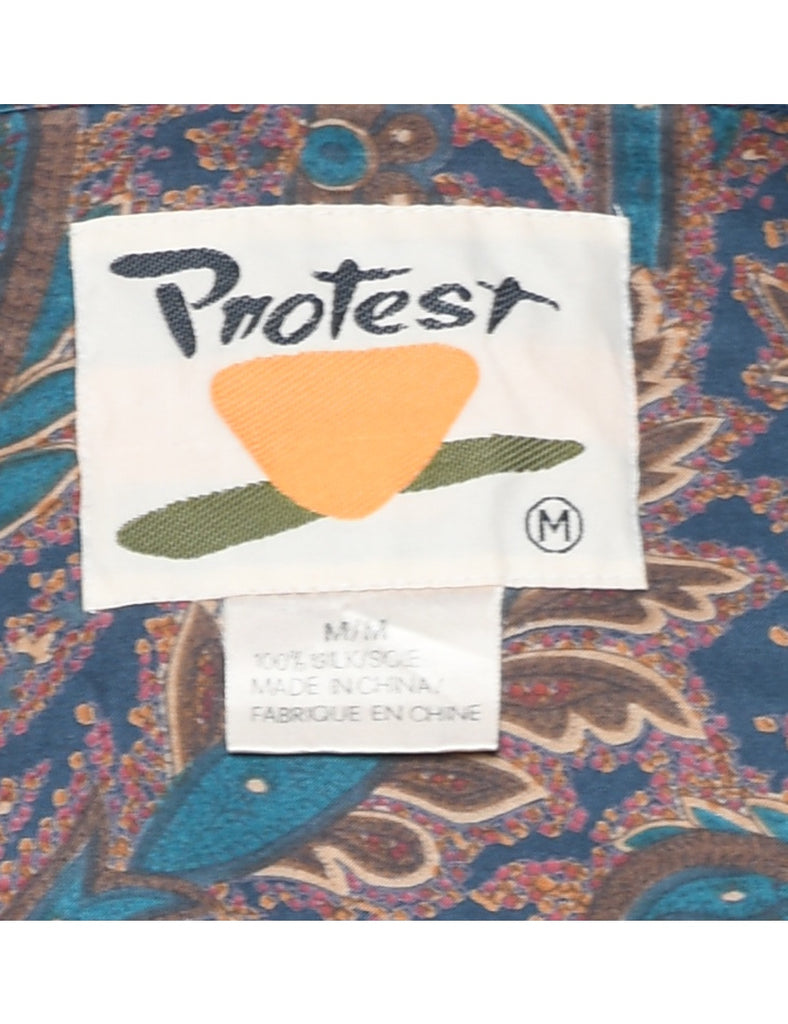 Protest
M
M/M
100% SILK/SOIE
MADE IN CHINA/
FABRIQUE EN CHINE